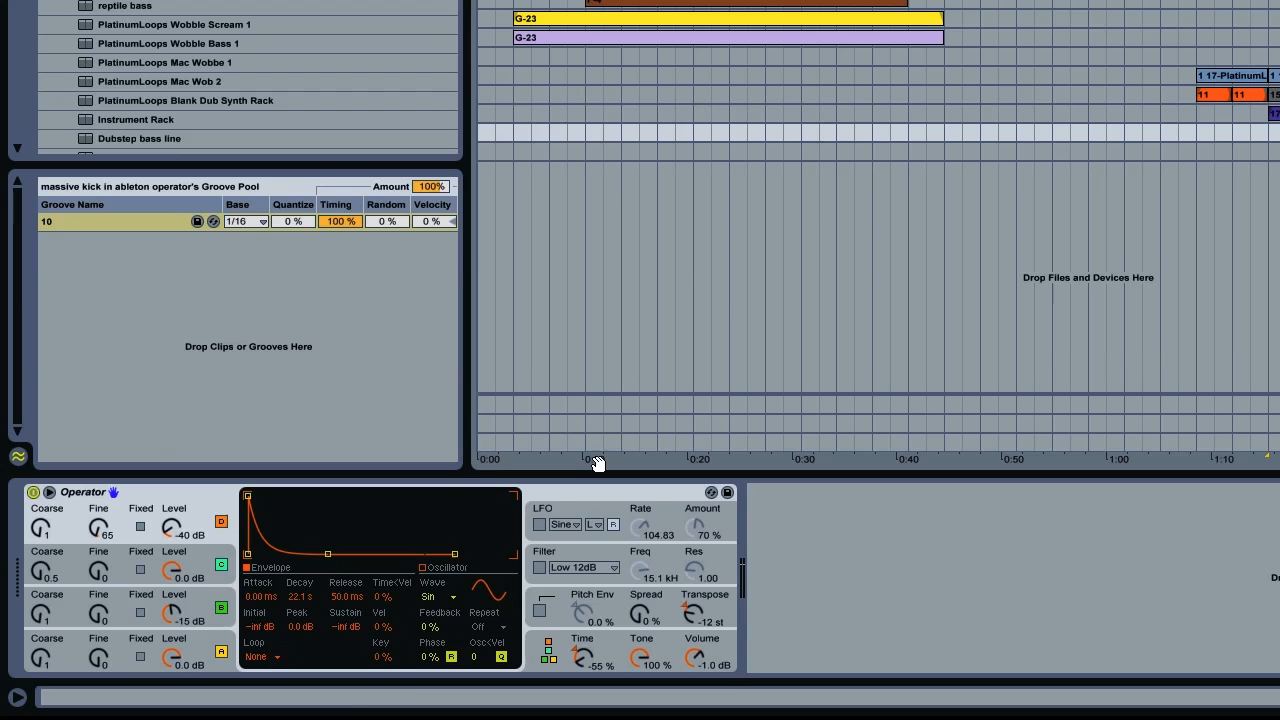 reptile bass
PlatinumLoops Wobble Scream 1
PlatinumLoops Wobble Bass 1
PlatinumLoops Mac Wobbe 1
PlatinumLoops Mac Wob 2
PlatinumLoops Blank Dub Synth Rack
Instrument Rack
Dubstep bass line
G-23
G-23
1 17-PlatinumL 1
11 11 15
17
massive kick in ableton operator's Groove Pool Amount 100%
Groove Name Base Quantize Timing Random Velocity
10 1/16 0 % 100 % 0 % 0 %
Drop Files and Devices Here
Drop Clips or Grooves Here
0:00 0:20 0:30 0:40 0:50 1:00 1:10
Operator
Coarse Fine Fixed Level
1 65 -40 dB D
Coarse Fine Fixed Level
0.5 0 0.0 dB C
Coarse Fine Fixed Level
1 0 -15 dB B
Coarse Fine Fixed Level
1 0 0.0 dB A
Envelope Oscillator
Attack Decay Release Time<Vel Wave
0.00 ms 22.1 s 50.0 ms 0 % Sin
Initial Peak Sustain Vel Feedback Repeat
-inf dB 0.0 dB -inf dB 0 % 0 % Off
Loop Key Phase Osc<Vel
None 0 % 0 % R 0 Q
LFO Rate Amount
Sine L R 104.83 70 %
Filter Freq Res
Low 12dB 15.1 kH 1.00
Pitch Env Spread Transpose
0.0 % 0 % -12 st
Time Tone Volume
-55 % 100 % -1.0 dB